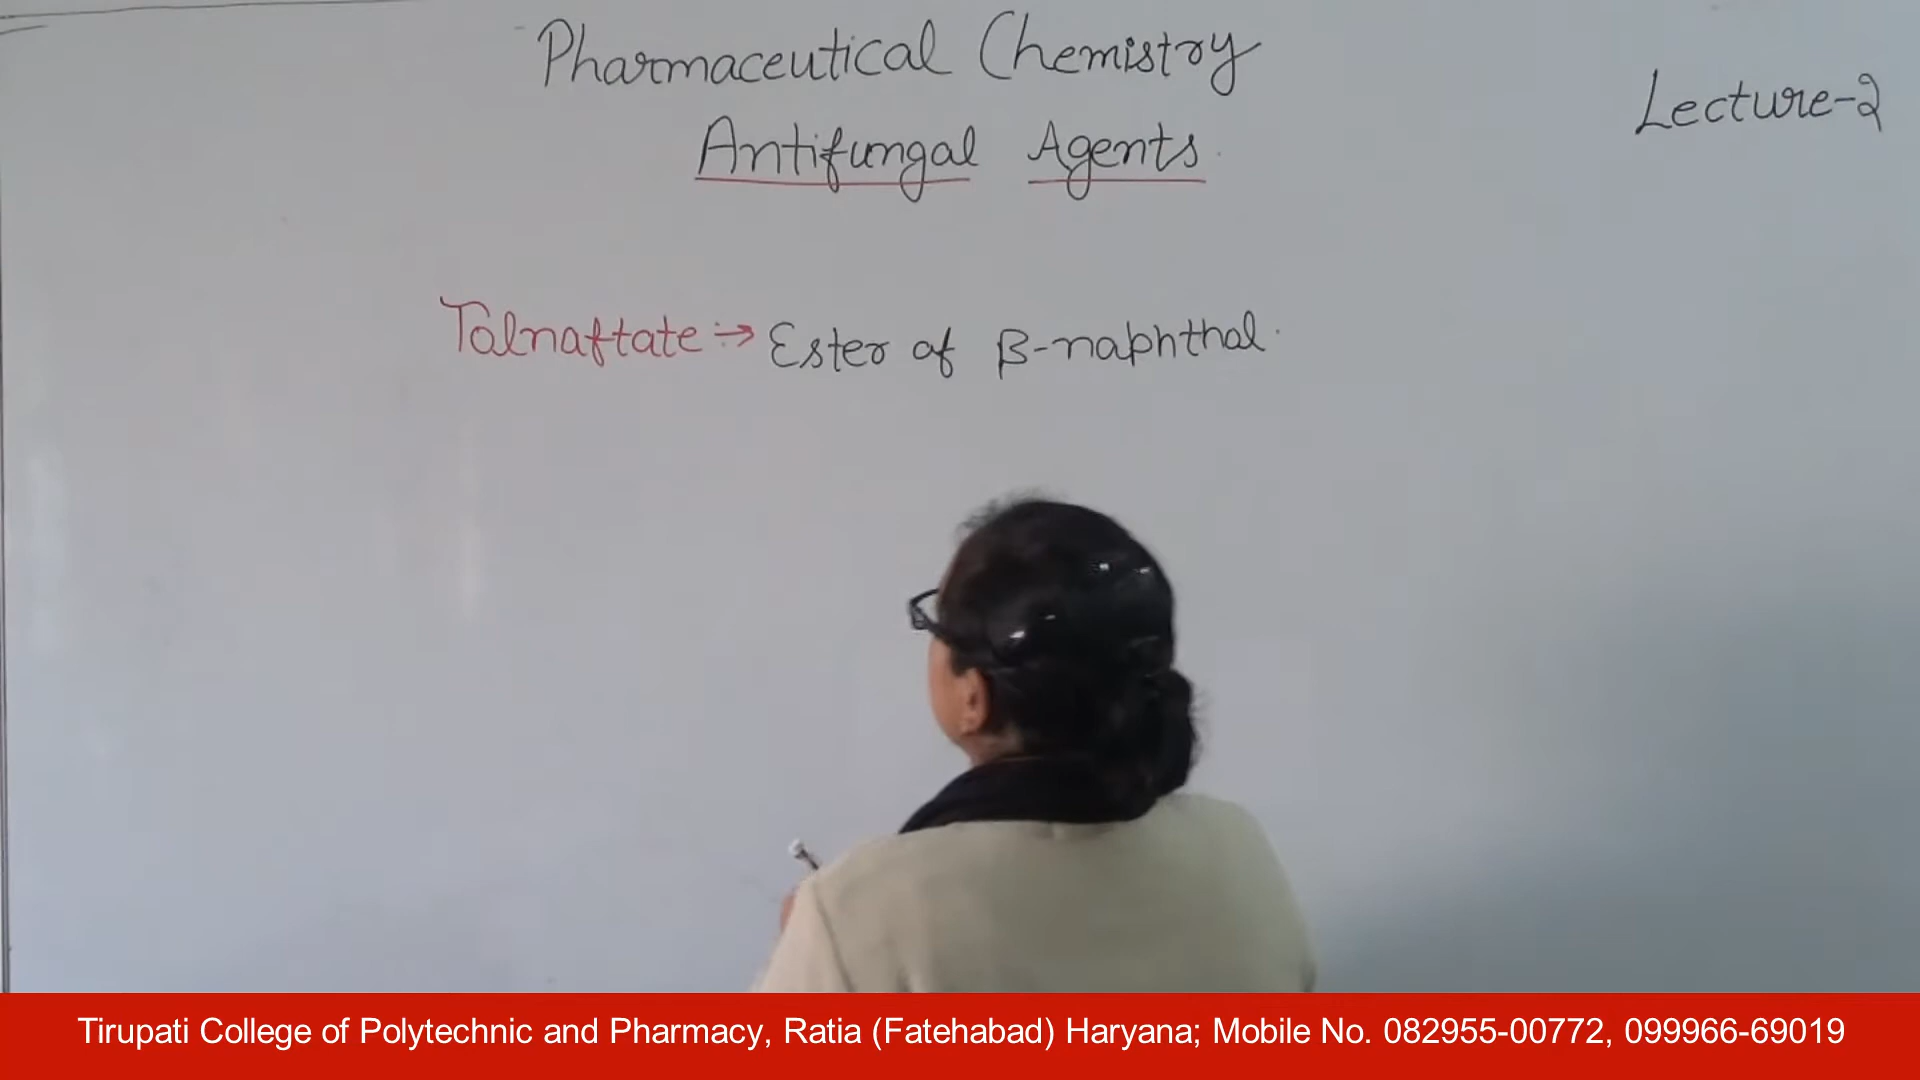 Pharmaceutical Chemistry
Lecture-2
Antifungal Agents.
Tolnaftate :→ Ester of β-naphthol.
Tirupati College of Polytechnic and Pharmacy, Ratia (Fatehabad) Haryana; Mobile No. 082955-00772, 099966-69019